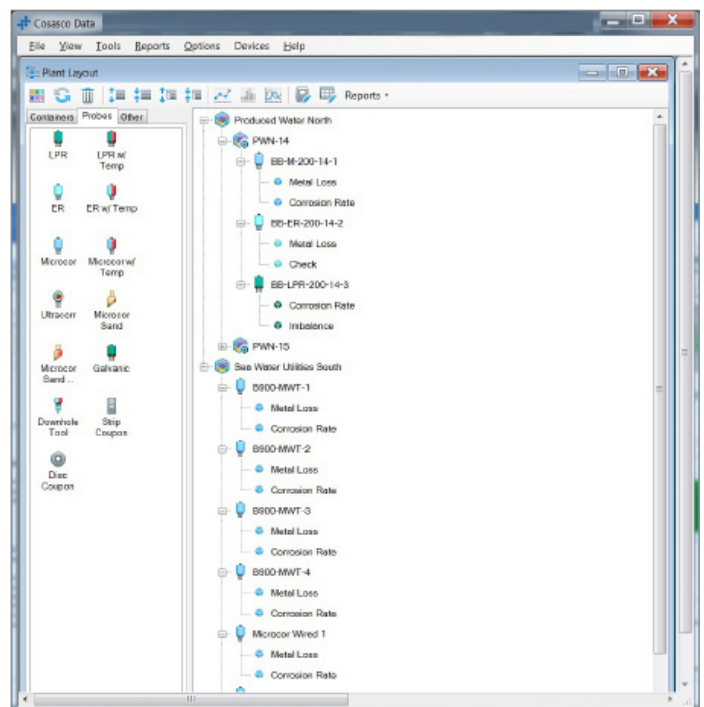 Cosasco Data
File View Tools Reports Options Devices Help
Plant Layout
Reports
Containers Probes Other
LPR
LPR w/ Temp
ER
ER w/ Temp
Microcor
Microcor w/ Temp
Ultracorr
Microcor Sand
Microcor Sand ...
Galvanic
Downhole Tool
Strip Coupon
Disc Coupon
Produced Water North
PWN-14
BB-M-200-14-1
Metal Loss
Corrosion Rate
BB-ER-200-14-2
Metal Loss
Check
BB-LPR-200-14-3
Corrosion Rate
Imbalance
PWN-15
Sea Water Utilities South
B900-MWT-1
Metal Loss
Corrosion Rate
B900-MWT-2
Metal Loss
Corrosion Rate
B900-MWT-3
Metal Loss
Corrosion Rate
B900-MWT-4
Metal Loss
Corrosion Rate
Microcor Wired 1
Metal Loss
Corrosion Rate